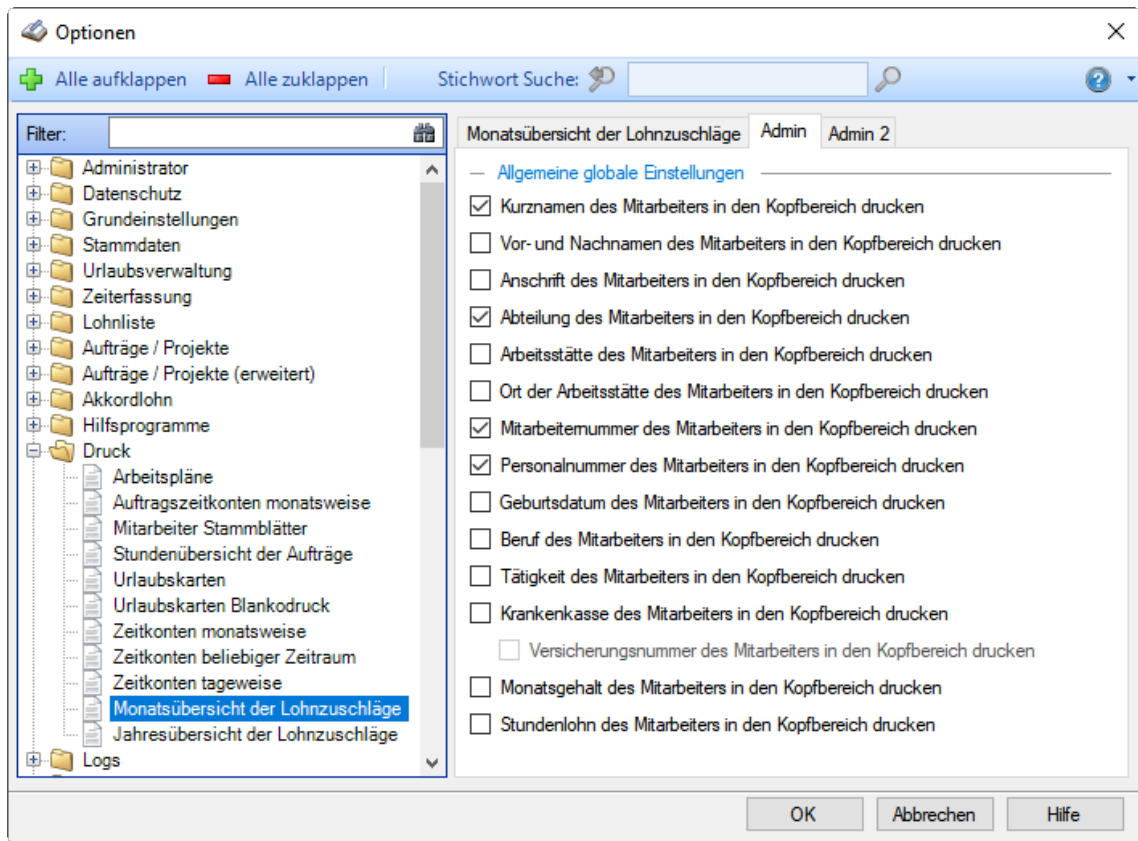 Optionen
Alle aufklappen Alle zuklappen Stichwort Suche:
Filter:
Administrator
Datenschutz
Grundeinstellungen
Stammdaten
Urlaubsverwaltung
Zeiterfassung
Lohnliste
Aufträge / Projekte
Aufträge / Projekte (erweitert)
Akkordlohn
Hilfsprogramme
Druck
Arbeitspläne
Auftragszeitkonten monatsweise
Mitarbeiter Stammblätter
Stundenübersicht der Aufträge
Urlaubskarten
Urlaubskarten Blankodruck
Zeitkonten monatsweise
Zeitkonten beliebiger Zeitraum
Zeitkonten tageweise
Monatsübersicht der Lohnzuschläge
Jahresübersicht der Lohnzuschläge
Logs
Monatsübersicht der Lohnzuschläge Admin Admin 2
Allgemeine globale Einstellungen
Kurznamen des Mitarbeiters in den Kopfbereich drucken
Vor- und Nachnamen des Mitarbeiters in den Kopfbereich drucken
Anschrift des Mitarbeiters in den Kopfbereich drucken
Abteilung des Mitarbeiters in den Kopfbereich drucken
Arbeitsstätte des Mitarbeiters in den Kopfbereich drucken
Ort der Arbeitsstätte des Mitarbeiters in den Kopfbereich drucken
Mitarbeiternummer des Mitarbeiters in den Kopfbereich drucken
Personalnummer des Mitarbeiters in den Kopfbereich drucken
Geburtsdatum des Mitarbeiters in den Kopfbereich drucken
Beruf des Mitarbeiters in den Kopfbereich drucken
Tätigkeit des Mitarbeiters in den Kopfbereich drucken
Krankenkasse des Mitarbeiters in den Kopfbereich drucken
Versicherungsnummer des Mitarbeiters in den Kopfbereich drucken
Monatsgehalt des Mitarbeiters in den Kopfbereich drucken
Stundenlohn des Mitarbeiters in den Kopfbereich drucken
OK Abbrechen Hilfe